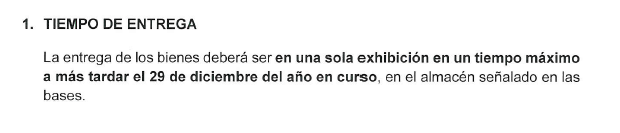 1. TIEMPO DE ENTREGA
La entrega de los bienes deberá ser en una sola exhibición en un tiempo máximo
a más tardar el 29 de diciembre del año en curso, en el almacén señalado en las
bases.